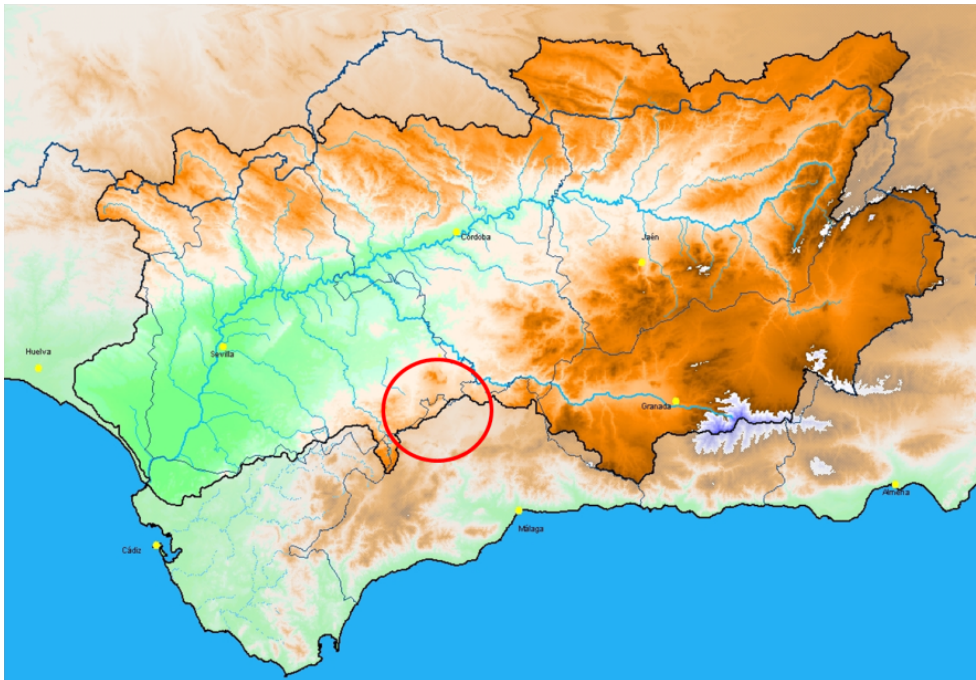 Córdoba
Jaén
Huelva
Sevilla
Granada
Almería
Málaga
Cádiz